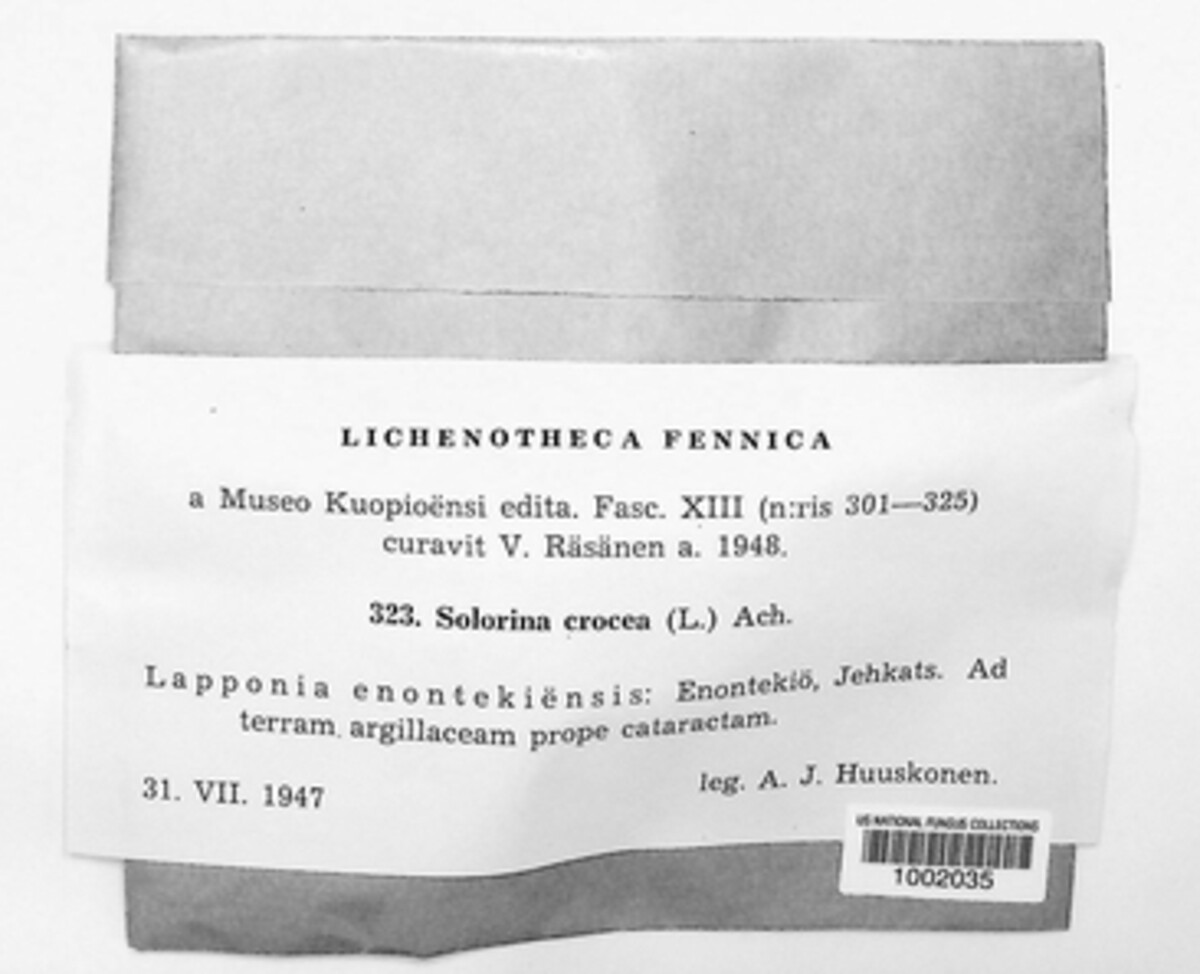 LICHENOTHECA FENNICA
a Museo Kuopioënsi edita. Fasc. XIII (n:ris 301—325)
curavit V. Räsänen a. 1948.
323. Solorina crocea (L.) Ach.
Lapponia enontekiënsis: Enontekiö, Jehkats. Ad
terram argillaceam prope cataractam.
31. VII. 1947
leg. A. J. Huuskonen.
US NATIONAL FUNGUS COLLECTIONS
1002035